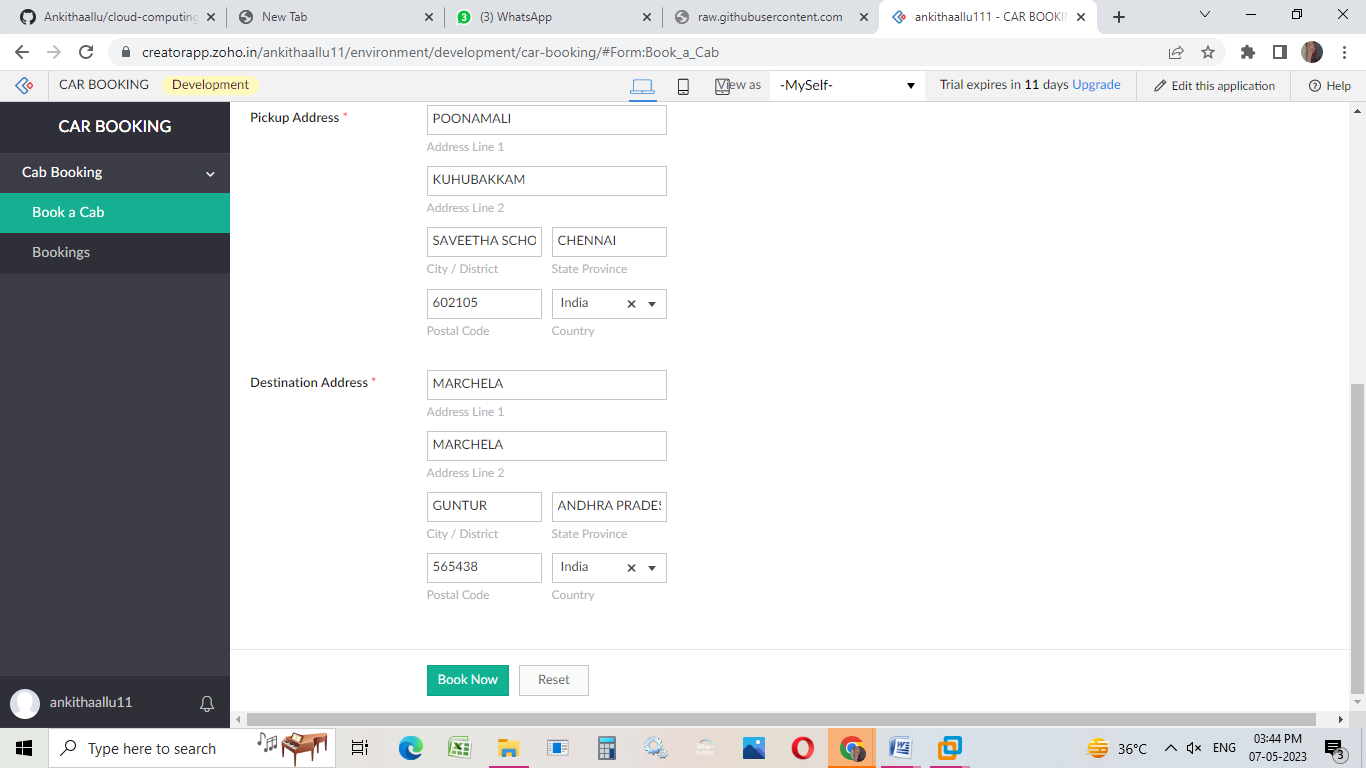 Ankithaallu/cloud-computing
New Tab
(3) WhatsApp
raw.githubusercontent.com
ankithaallu111 - CAR BOOKI
creatorapp.zoho.in/ankithaallu11/environment/development/car-booking/#Form:Book_a_Cab
CAR BOOKING
Development
View as
-MySelf-
Trial expires in 11 days Upgrade
Edit this application
Help
CAR BOOKING
Cab Booking
Book a Cab
Bookings
Pickup Address *
POONAMALI
Address Line 1
KUHUBAKKAM
Address Line 2
SAVEETHA SCHO
CHENNAI
City / District
State Province
602105
India
Postal Code
Country
Destination Address *
MARCHELA
Address Line 1
MARCHELA
Address Line 2
GUNTUR
ANDHRA PRADES
City / District
State Province
565438
India
Postal Code
Country
Book Now
Reset
ankithaallu11
Type here to search
36°C
ENG
03:44 PM
07-05-2023
3